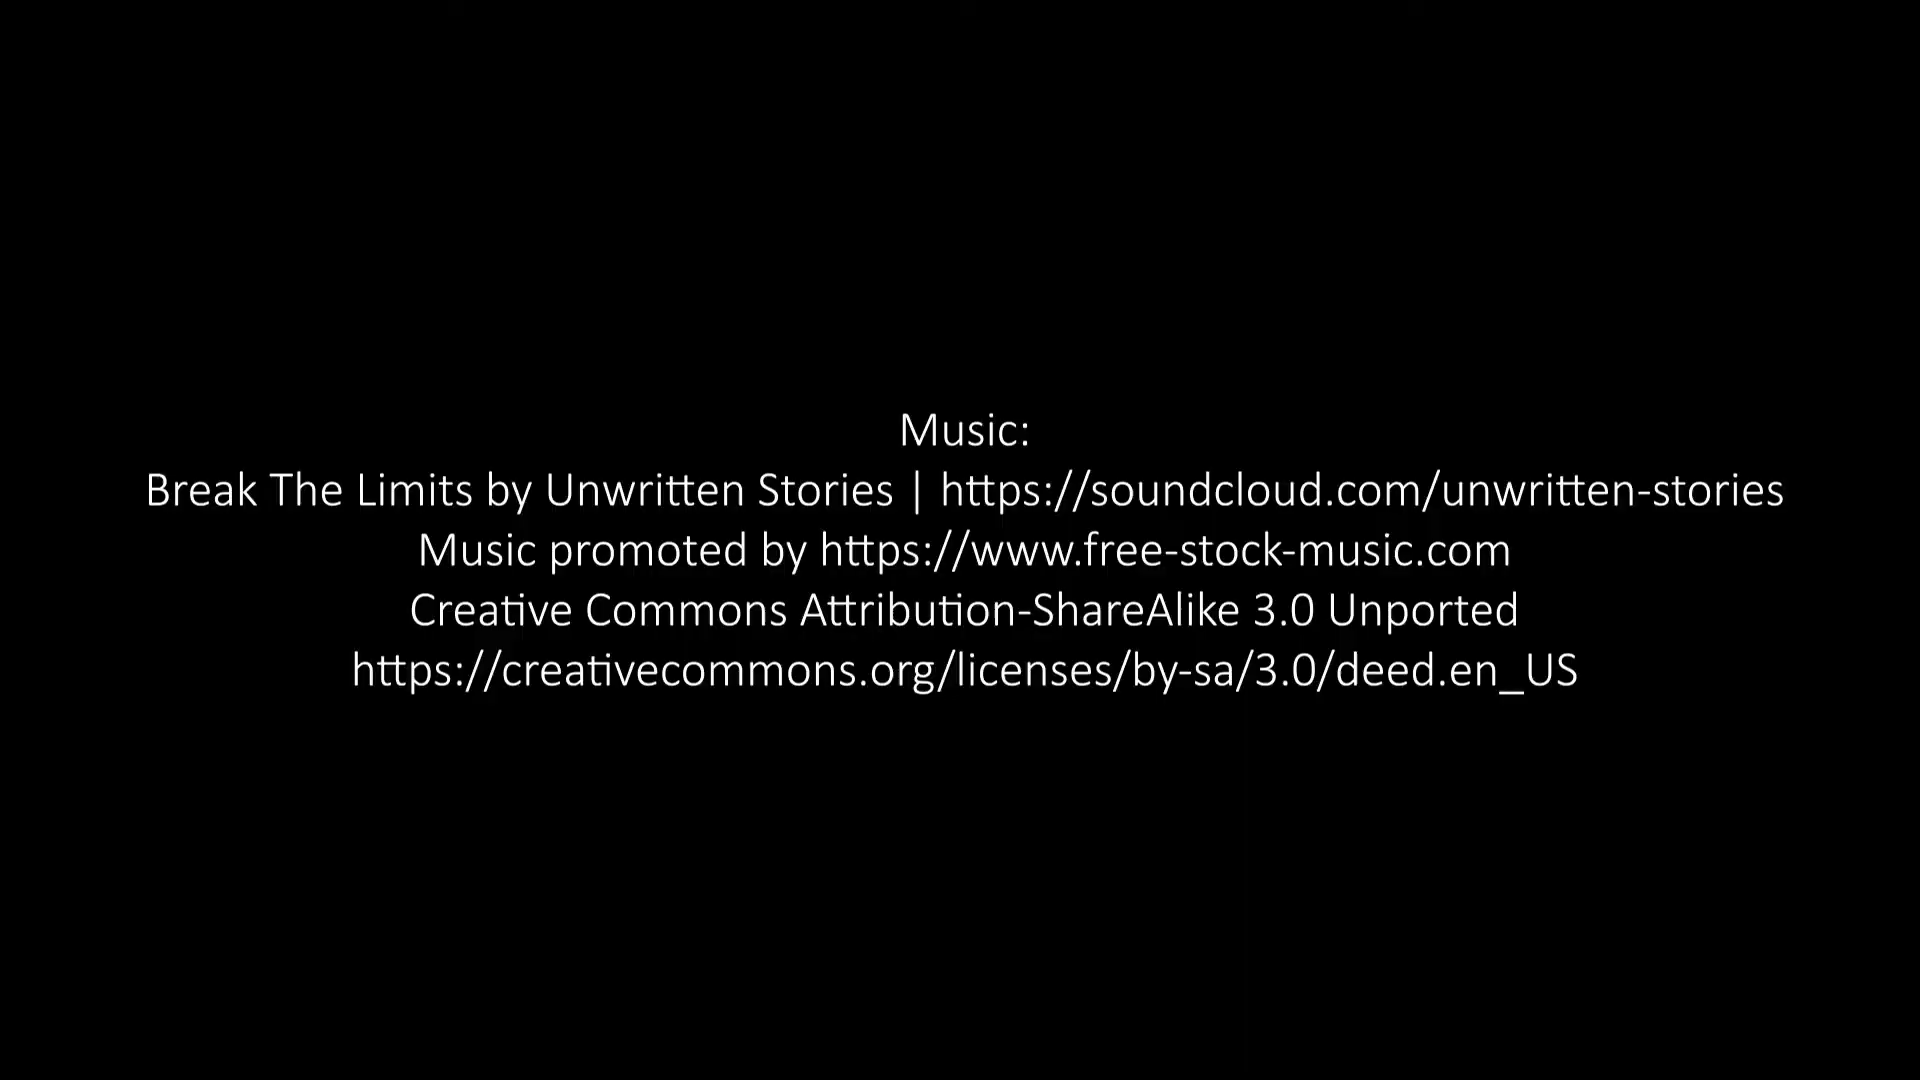 Music:
Break The Limits by Unwritten Stories | https://soundcloud.com/unwritten-stories
Music promoted by https://www.free-stock-music.com
Creative Commons Attribution-ShareAlike 3.0 Unported
https://creativecommons.org/licenses/by-sa/3.0/deed.en_US